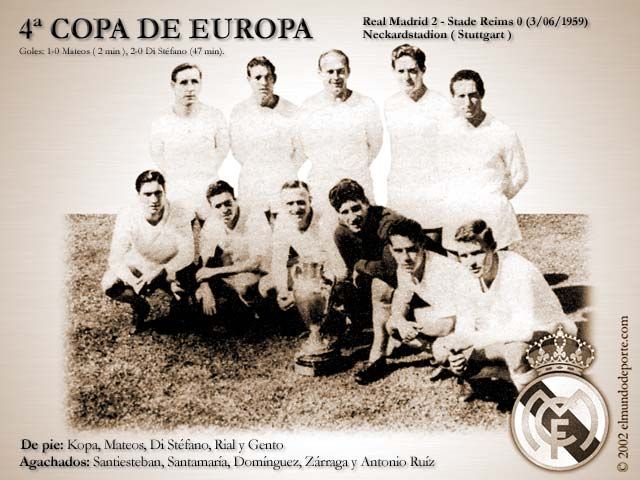 4ª COPA DE EUROPA
Goles: 1-0 Mateos ( 2 min ), 2-0 Di Stéfano (47 min).
Real Madrid 2 - Stade Reims 0 (3/06/1959)
Neckardstadion ( Stuttgart )
De pie: Kopa, Mateos, Di Stéfano, Rial y Gento
Agachados: Santiesteban, Santamaría, Domínguez, Zárraga y Antonio Ruíz
© 2002 elmundodeporte.com